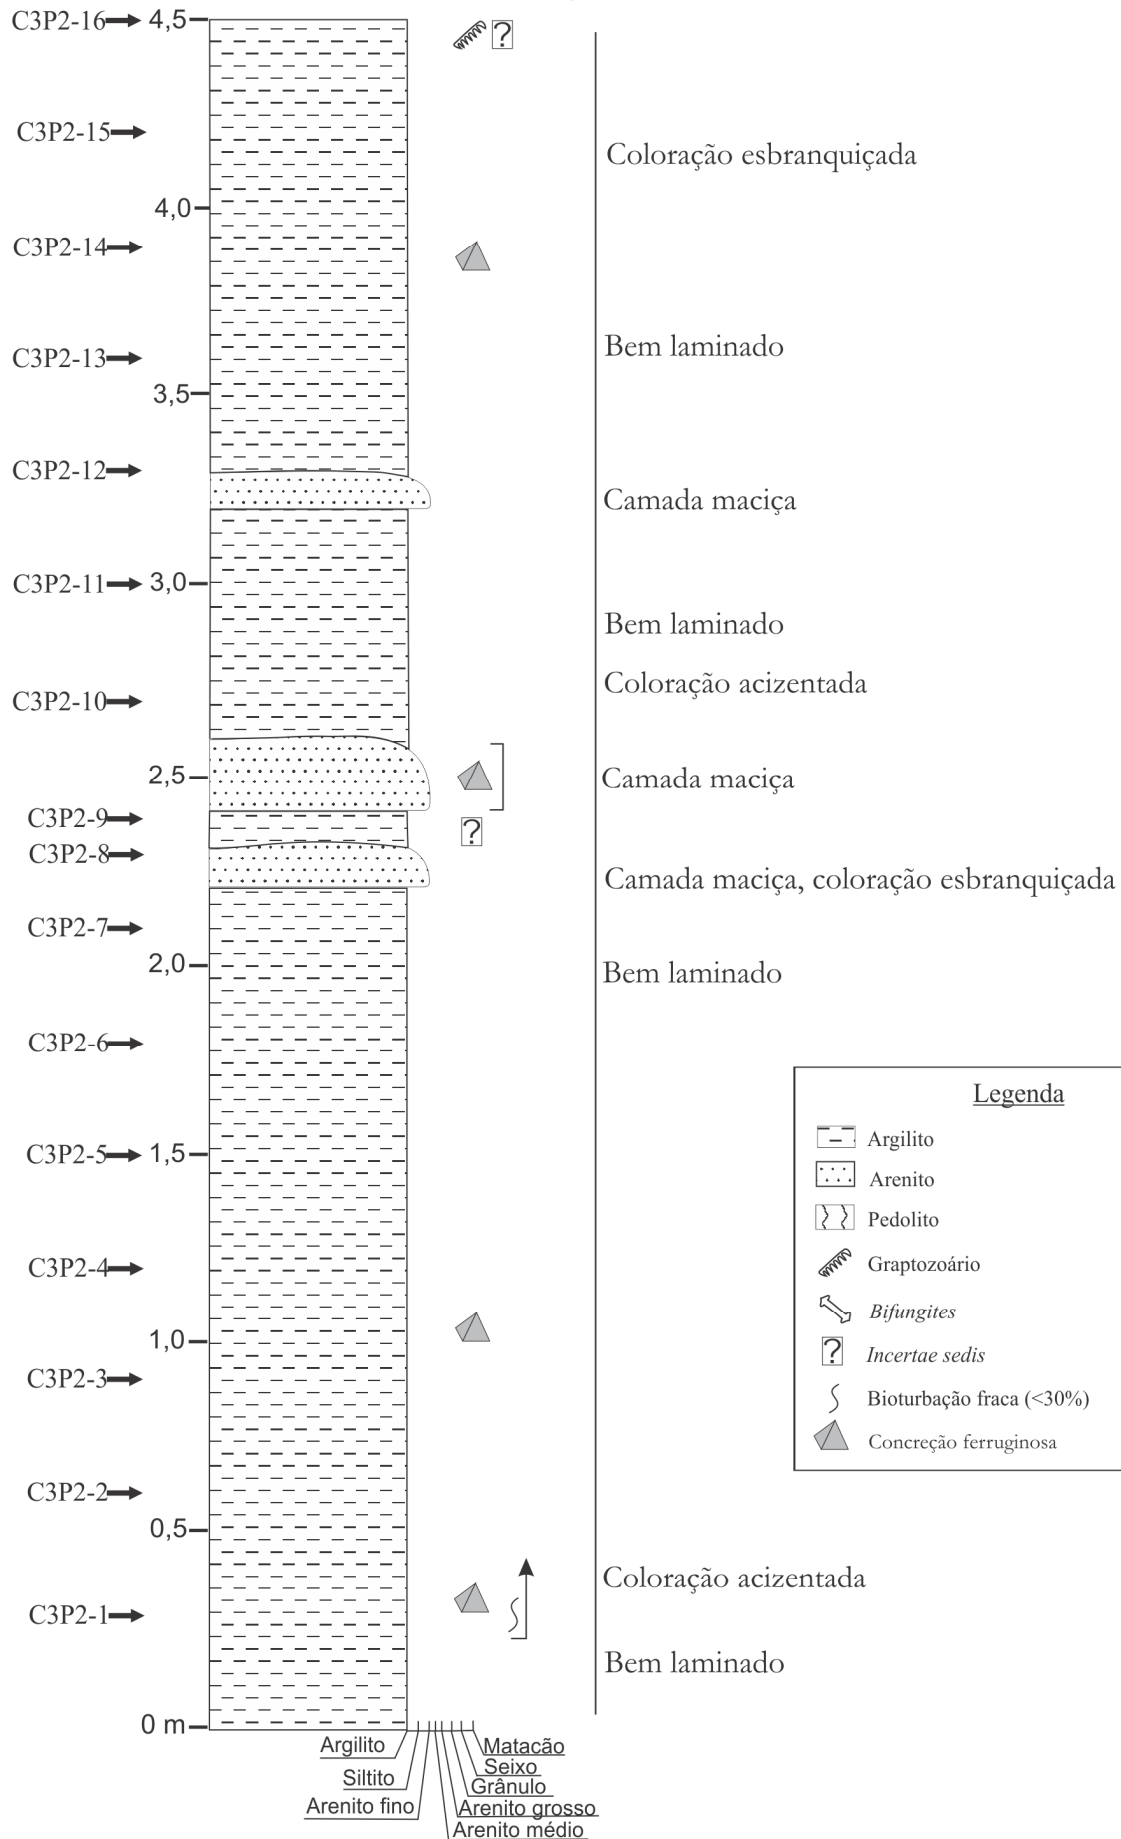 C3P2-16 4,5
?
C3P2-15
Coloração esbranquiçada
4,0
C3P2-14
Bem laminado
C3P2-13
3,5
C3P2-12
Camada maciça
C3P2-11 3,0
Bem laminado
Coloração acizentada
C3P2-10
2,5
Camada maciça
C3P2-9
?
C3P2-8
Camada maciça, coloração esbranquiçada
C3P2-7
2,0
Bem laminado
C3P2-6
C3P2-5 1,5
C3P2-4
1,0
C3P2-3
C3P2-2
0,5
Coloração acizentada
C3P2-1
Bem laminado
0 m
Legenda
Argilito
Arenito
Pedolito
Graptozoário
Bifungites
? Incertae sedis
Bioturbação fraca (<30%)
Concreção ferruginosa
Argilito
Siltito
Arenito fino
Matacão
Seixo
Grânulo
Arenito grosso
Arenito médio